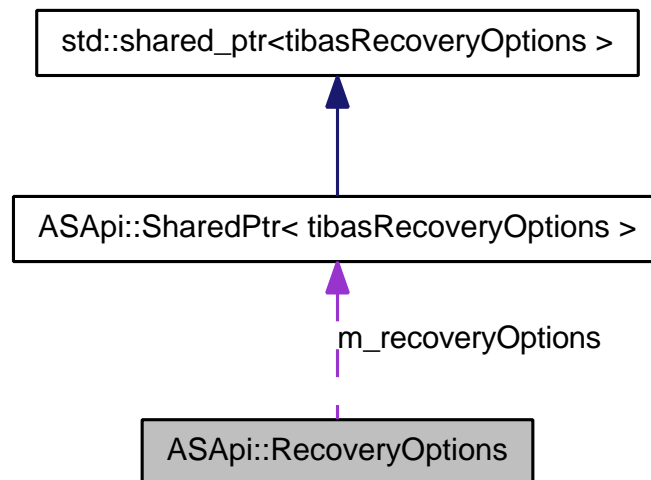 std::shared_ptr<tibasRecoveryOptions >
ASApi::SharedPtr< tibasRecoveryOptions >
m_recoveryOptions
ASApi::RecoveryOptions